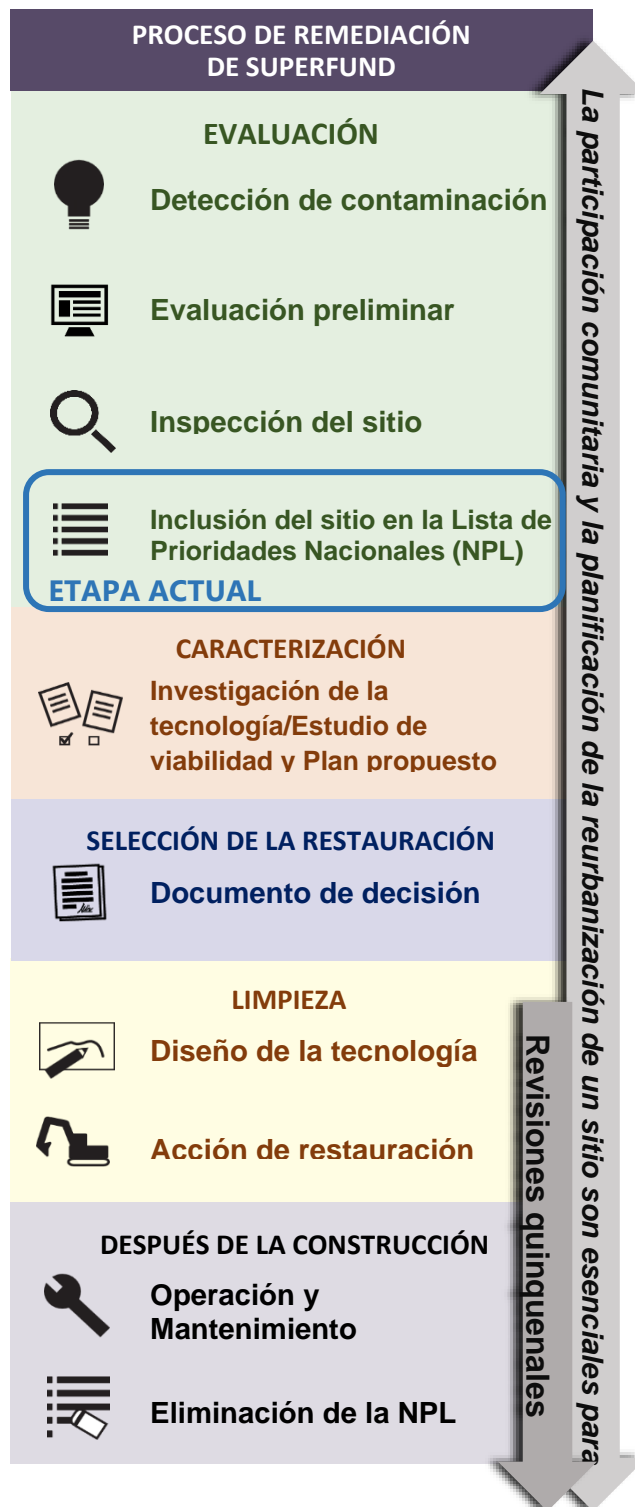 PROCESO DE REMEDIACIÓN
DE SUPERFUND
EVALUACIÓN
Detección de contaminación
Evaluación preliminar
Inspección del sitio
Inclusión del sitio en la Lista de
Prioridades Nacionales (NPL)
ETAPA ACTUAL
CARACTERIZACIÓN
Investigación de la
tecnología/Estudio de
viabilidad y Plan propuesto
SELECCIÓN DE LA RESTAURACIÓN
Documento de decisión
LIMPIEZA
Diseño de la tecnología
Acción de restauración
DESPUÉS DE LA CONSTRUCCIÓN
Operación y
Mantenimiento
Eliminación de la NPL
Revisiones quinquenales
La participación comunitaria y la planificación de la reurbanización de un sitio son esenciales para